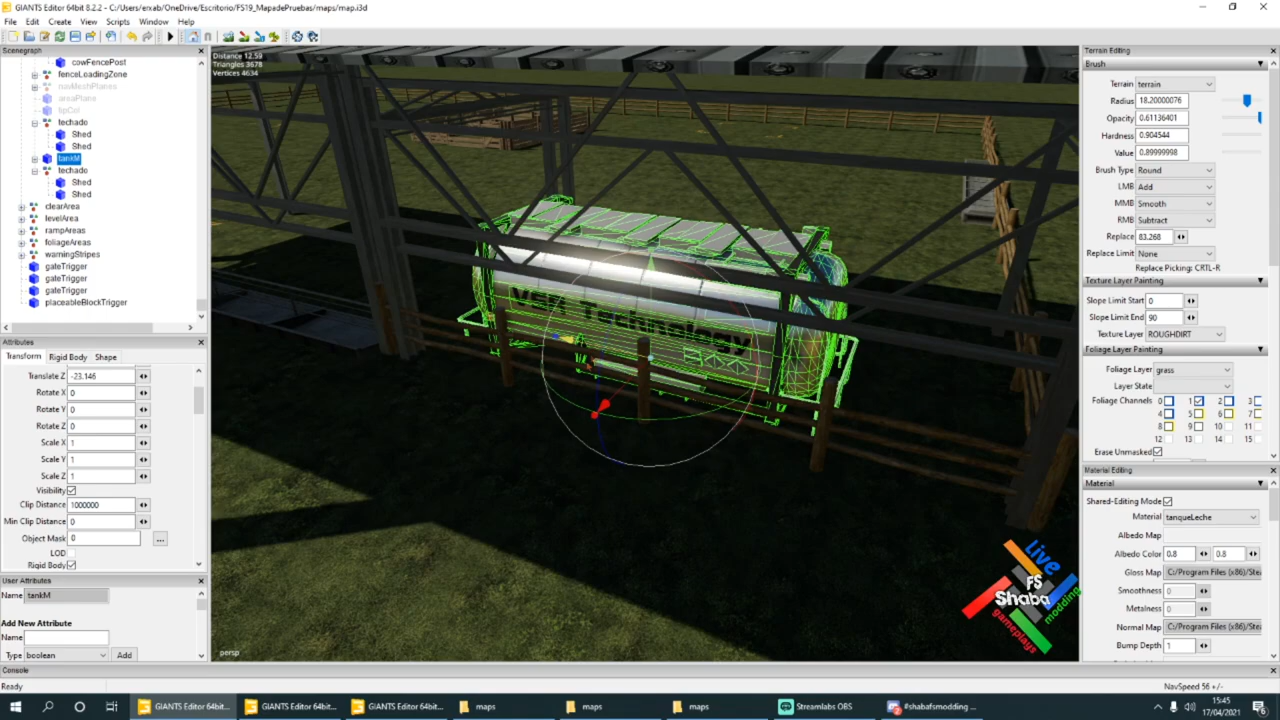 GIANTS Editor 64bit 8.2.2 - C:/Users/erxab/OneDrive/Escritorio/FS19_MapadePruebas/maps/map.i3d
File Edit Create View Scripts Window Help
Scenegraph
cowFencePost
fenceLoadingZone
navMeshPlanes
areaPlane
tipCol
techado
Shed
Shed
tankM
techado
Shed
Shed
clearArea
levelArea
rampAreas
foliageAreas
warningStripes
gateTrigger
gateTrigger
gateTrigger
placeableBlockTrigger
Attributes
Transform Rigid Body Shape
Translate Z -23.146
Rotate X 0
Rotate Y 0
Rotate Z 0
Scale X 1
Scale Y 1
Scale Z 1
Visibility
Clip Distance 1000000
Min Clip Distance 0
Object Mask 0 ...
LOD
Rigid Body
User Attributes
Name tankM
Add New Attribute
Name
Type boolean Add
Console
Ready
Distance 12.59
Triangles 3678
Vertices 4634
Technology
persp
Live
FS
Shaba
modding
gameplays
Terrain Editing
Brush
Terrain terrain
Radius 18.20000076
Opacity 0.61136401
Hardness 0.904544
Value 0.89999998
Brush Type Round
LMB Add
MMB Smooth
RMB Subtract
Replace 83.268
Replace Limit None
Replace Picking: CRTL-R
Texture Layer Painting
Slope Limit Start 0
Slope Limit End 90
Texture Layer ROUGHDIRT
Foliage Layer Painting
Foliage Layer grass
Layer State
Foliage Channels 0 1 2 3
4 5 6 7
8 9 10 11
12 13 14 15
Erase Unmasked
Material Editing
Material
Shared-Editing Mode
Material tanqueLeche
Albedo Map
Albedo Color 0.8 0.8
Gloss Map C:/Program Files (x86)/Stea
Smoothness 0
Metalness 0
Normal Map C:/Program Files (x86)/Stea
Bump Depth 1
NavSpeed 56 +/-
GIANTS Editor 64bit... GIANTS Editor 64bit... GIANTS Editor 64bit... maps maps maps Streamlabs OBS #shabafsmodding ...
15:45
17/04/2021
6